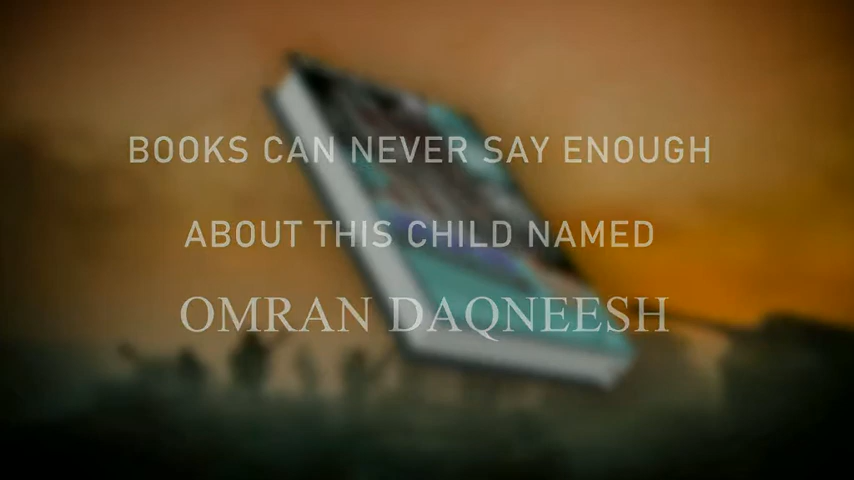 BOOKS CAN NEVER SAY ENOUGH
ABOUT THIS CHILD NAMED
OMRAN DAQNEESH